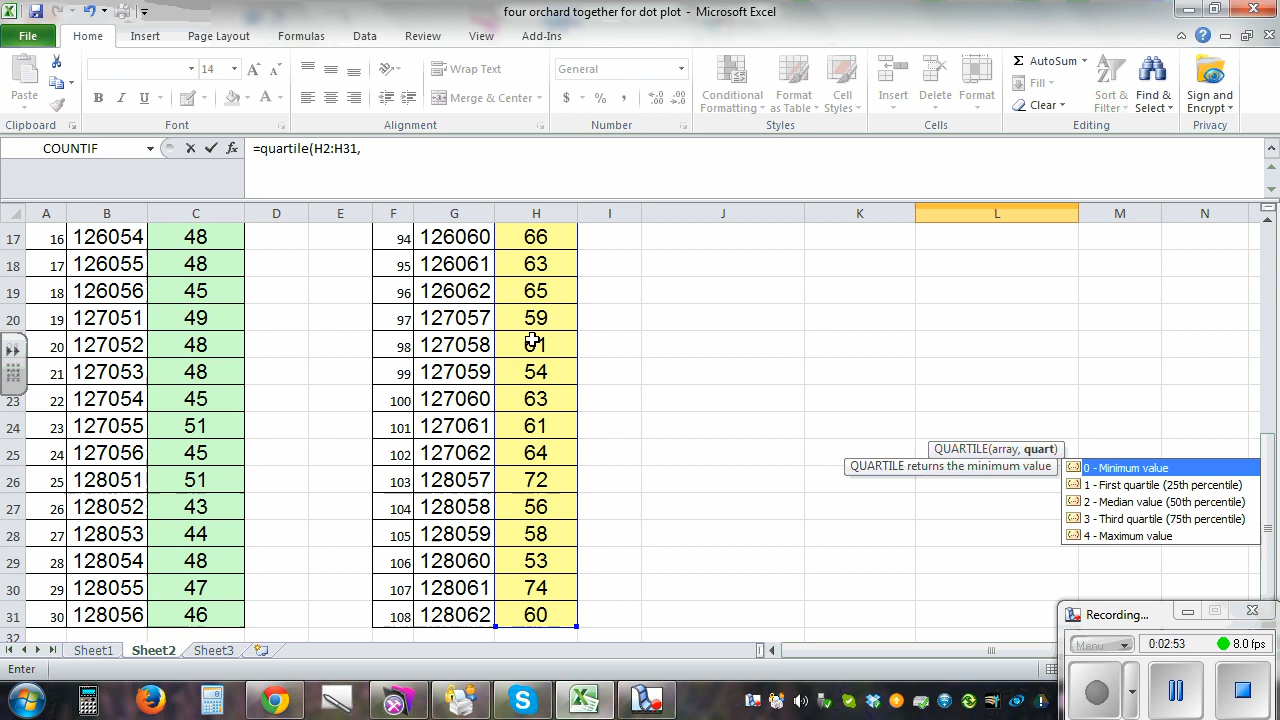 four orchard together for dot plot - Microsoft Excel
File Home Insert Page Layout Formulas Data Review View Add-Ins
Paste
14 A A
B I U A
Wrap Text
Merge & Center
General
$ % ,
Conditional Formatting
Format as Table
Cell Styles
Insert Delete Format
AutoSum
Fill
Clear
Sort & Filter
Find & Select
Sign and Encrypt
Clipboard Font Alignment Number Styles Cells Editing Privacy
COUNTIF fx =quartile(H2:H31,
A B C D E F G H I J K L M N
17 16 126054 48 94 126060 66
18 17 126055 48 95 126061 63
19 18 126056 45 96 126062 65
20 19 127051 49 97 127057 59
20 127052 48 98 127058
21 127053 48 99 127059 54
23 22 127054 45 100 127060 63
24 23 127055 51 101 127061 61
25 24 127056 45 102 127062 64
26 25 128051 51 103 128057 72
27 26 128052 43 104 128058 56
28 27 128053 44 105 128059 58
29 28 128054 48 106 128060 53
30 29 128055 47 107 128061 74
31 30 128056 46 108 128062 60
32
QUARTILE(array, quart)
QUARTILE returns the minimum value
0 - Minimum value
1 - First quartile (25th percentile)
2 - Median value (50th percentile)
3 - Third quartile (75th percentile)
4 - Maximum value
Sheet1 Sheet2 Sheet3
Enter
Recording...
Menu 0:02:53 8.0 fps